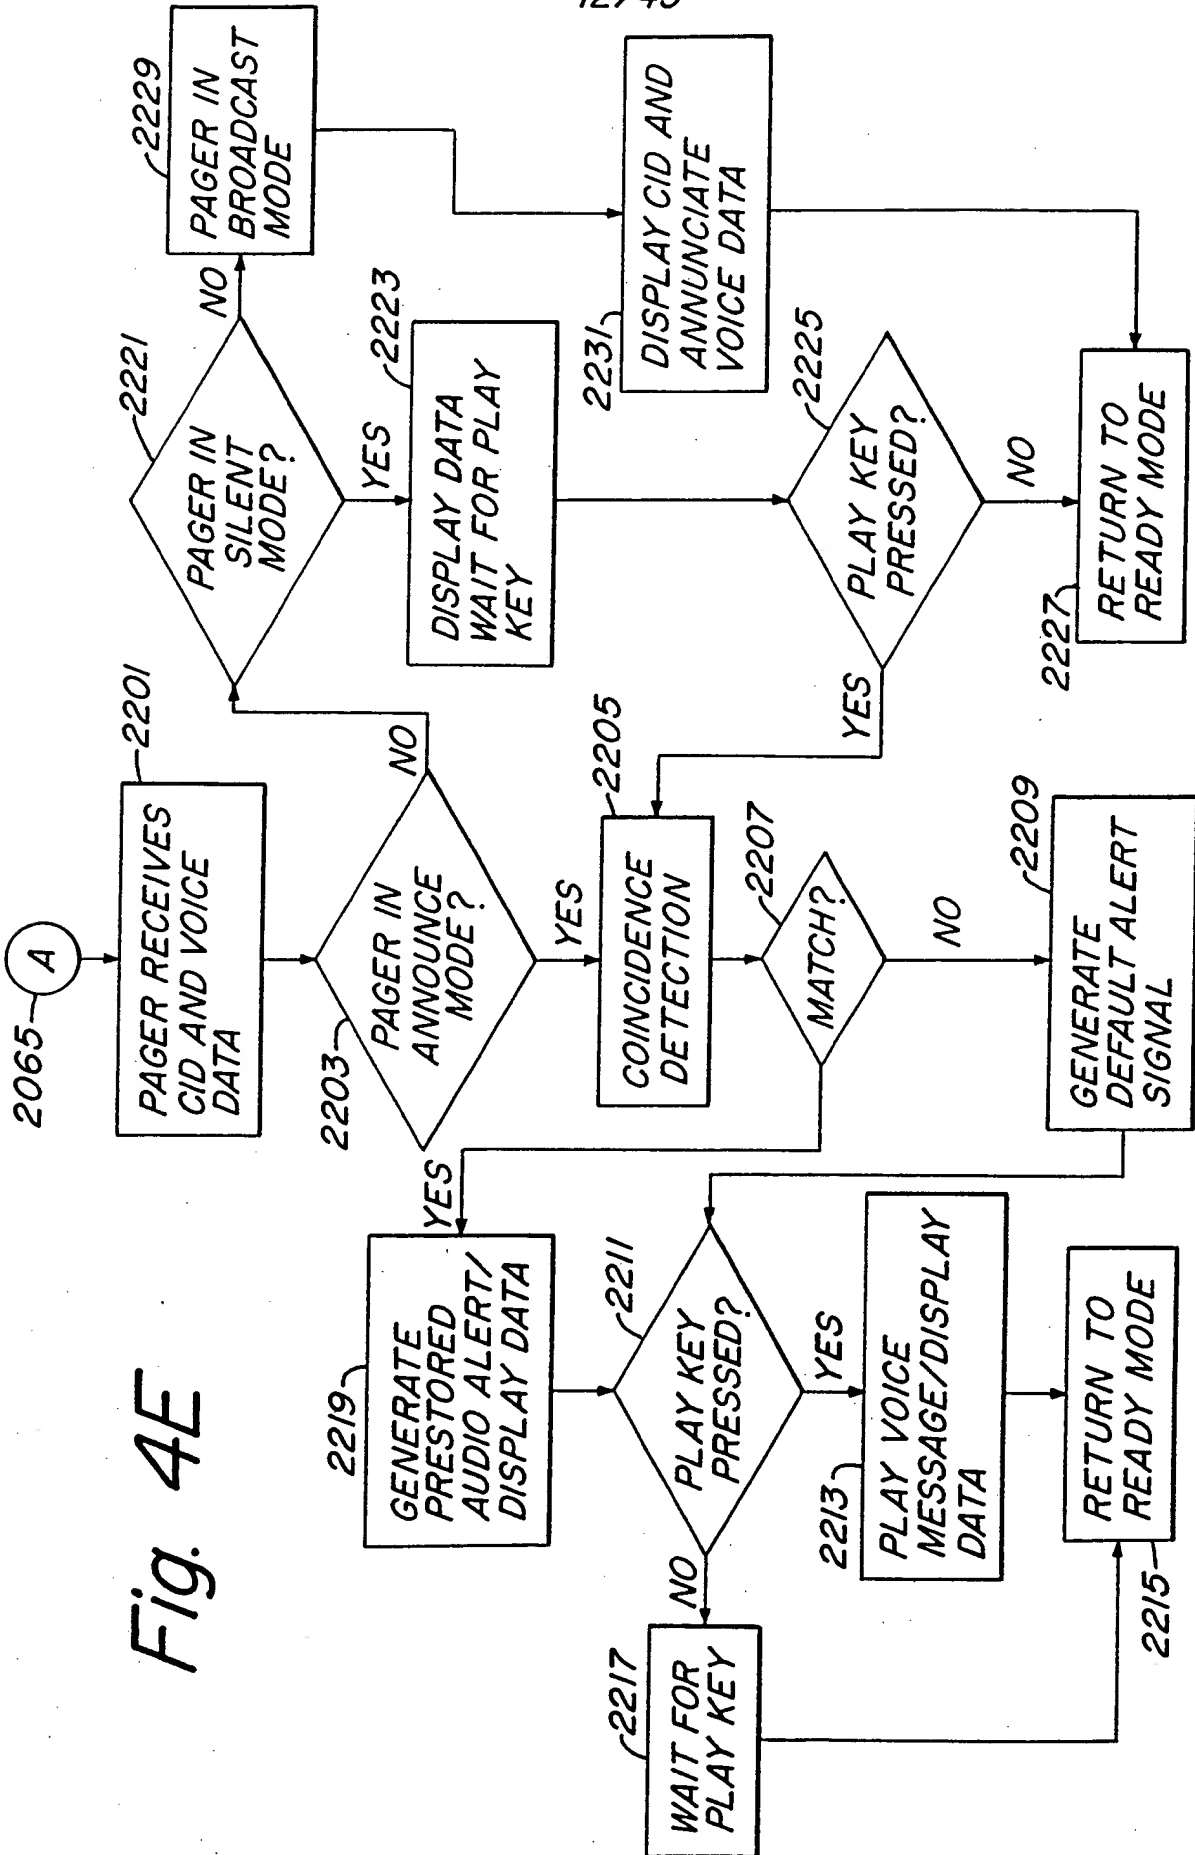 Fig. 4E
2065
A
2201
PAGER RECEIVES
CID AND VOICE
DATA
2203
PAGER IN
ANNOUNCE
MODE?
NO
YES
2221
PAGER IN
SILENT
MODE?
NO
YES
2229
PAGER IN
BROADCAST
MODE
2223
DISPLAY DATA
WAIT FOR PLAY
KEY
2231
DISPLAY CID AND
ANNUNCIATE
VOICE DATA
2225
PLAY KEY
PRESSED?
YES
NO
2227
RETURN TO
READY MODE
2205
COINCIDENCE
DETECTION
2207
MATCH?
YES
NO
2209
GENERATE
DEFAULT ALERT
SIGNAL
2219
GENERATE
PRESTORED
AUDIO ALERT/
DISPLAY DATA
2211
PLAY KEY
PRESSED?
NO
YES
2213
PLAY VOICE
MESSAGE/DISPLAY
DATA
2217
WAIT FOR
PLAY KEY
2215
RETURN TO
READY MODE